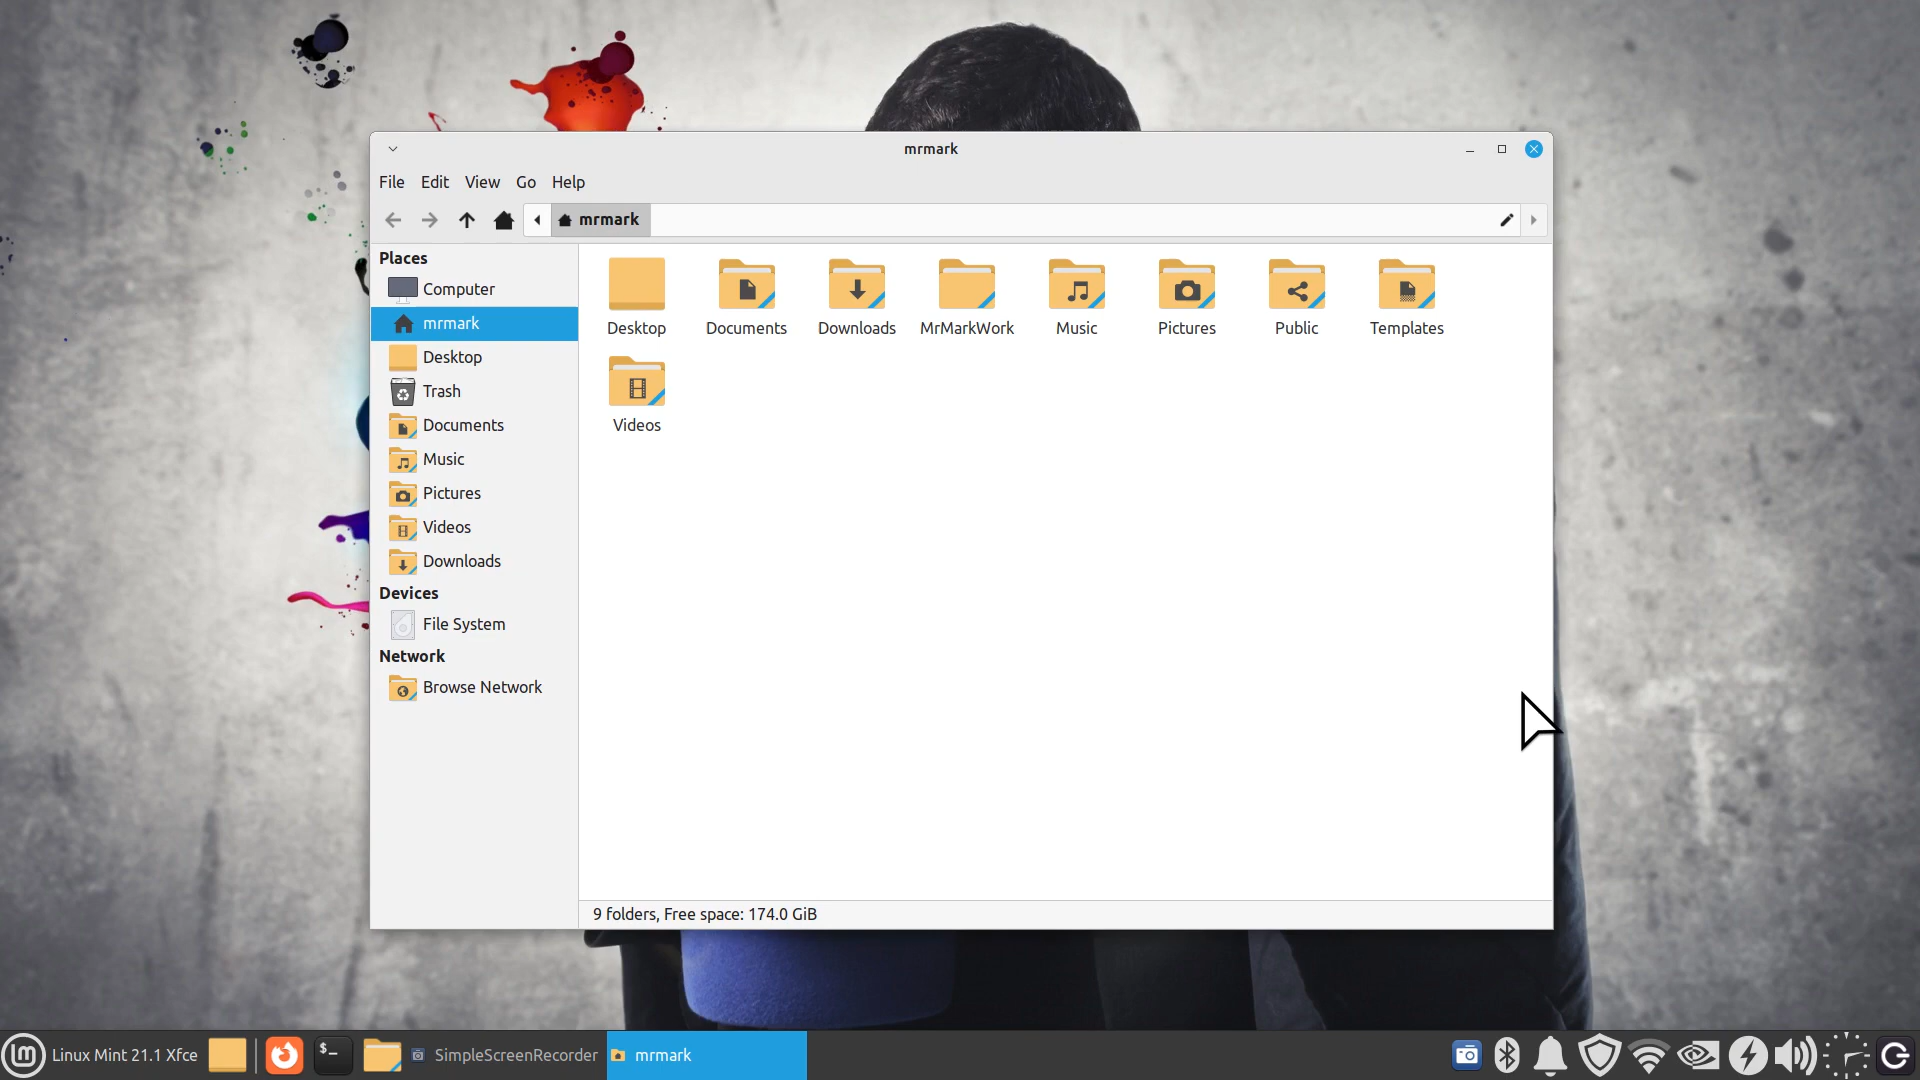 mrmark
File Edit View Go Help
mrmark
Places
Computer
mrmark
Desktop
Trash
Documents
Music
Pictures
Videos
Downloads
Devices
File System
Network
Browse Network
Desktop Documents Downloads MrMarkWork Music Pictures Public Templates
Videos
9 folders, Free space: 174.0 GiB
Linux Mint 21.1 Xfce $_ SimpleScreenRecorder mrmark